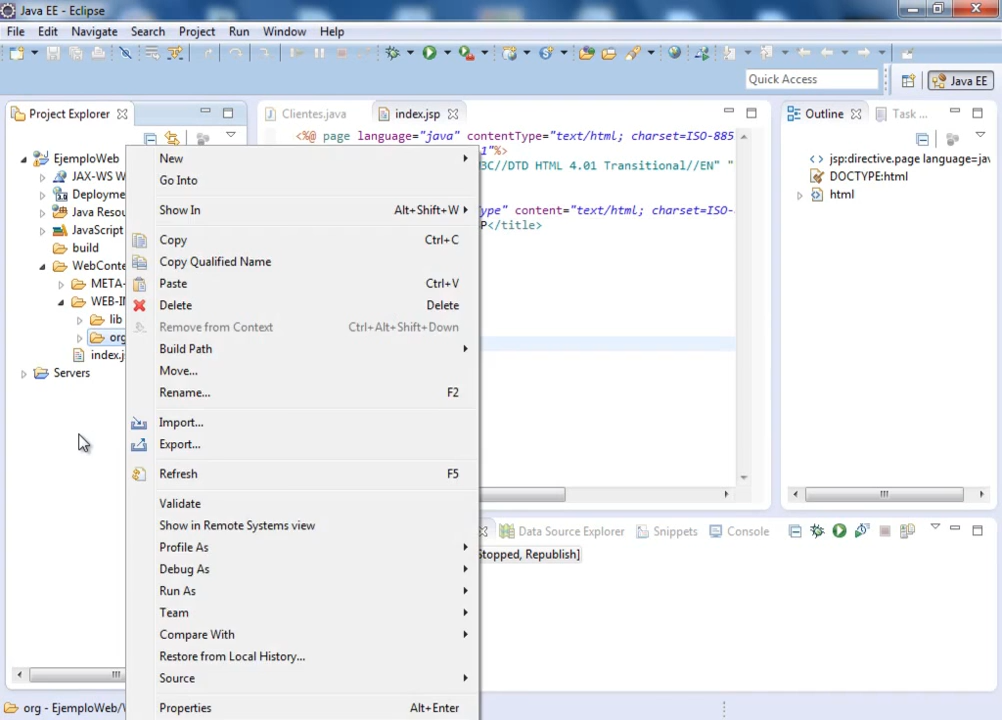 Java EE - Eclipse
File Edit Navigate Search Project Run Window Help
Quick Access
Java EE
Project Explorer
Clientes.java
index.jsp
Outline
Task ...
EjemploWeb
JAX-WS W
Deployme
Java Resou
JavaScript
build
WebConte
META-
WEB-IN
lib
org
index.j
Servers
New
Go Into
Show In Alt+Shift+W
Copy Ctrl+C
Copy Qualified Name
Paste Ctrl+V
Delete Delete
Remove from Context Ctrl+Alt+Shift+Down
Build Path
Move...
Rename... F2
Import...
Export...
Refresh F5
Validate
Show in Remote Systems view
Profile As
Debug As
Run As
Team
Compare With
Restore from Local History...
Source
Properties Alt+Enter
<%@ page language="java" contentType="text/html; charset=ISO-885
1"%>
3C//DTD HTML 4.01 Transitional//EN" "
ype" content="text/html; charset=ISO-
P</title>
jsp:directive.page language=jav
DOCTYPE:html
html
Data Source Explorer
Snippets
Console
Stopped, Republish]
org - EjemploWeb/